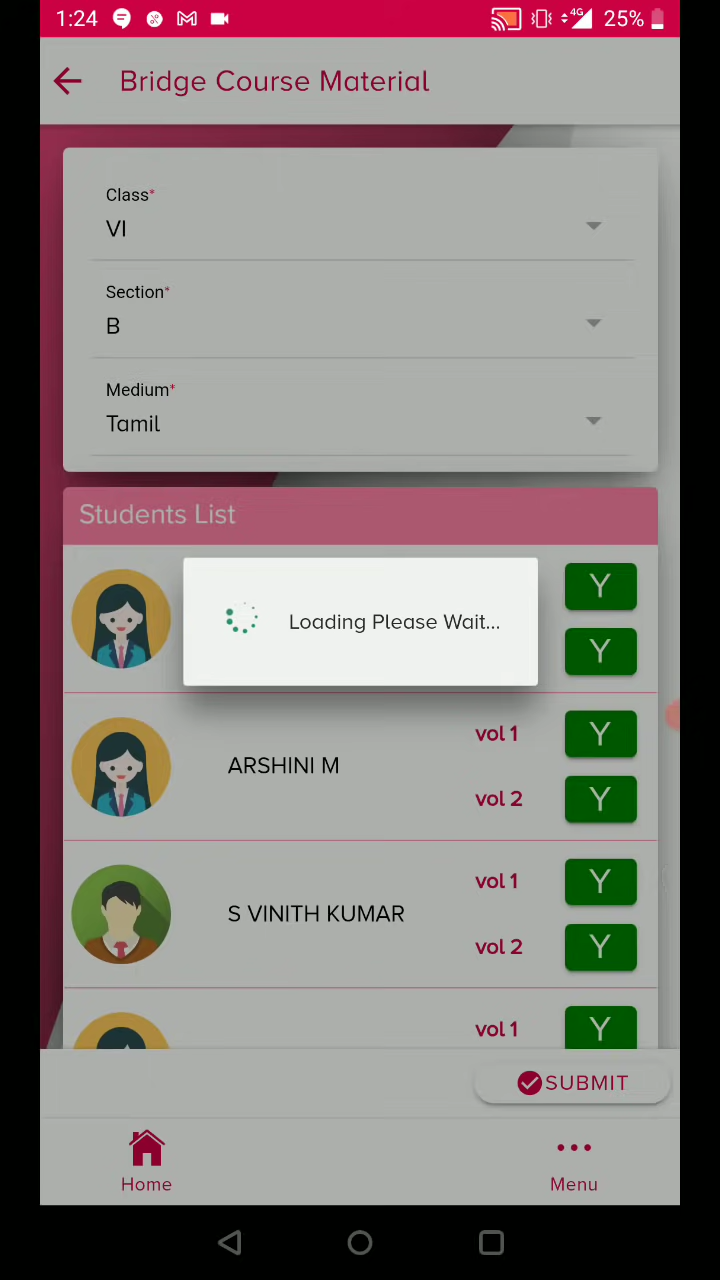 1:24 4G 25%
Bridge Course Material
Class*
VI
Section*
B
Medium*
Tamil
Students List
Y
Loading Please Wait...
Y
vol 1 Y
ARSHINI M
vol 2 Y
vol 1 Y
S VINITH KUMAR
vol 2 Y
vol 1 Y
SUBMIT
Home Menu